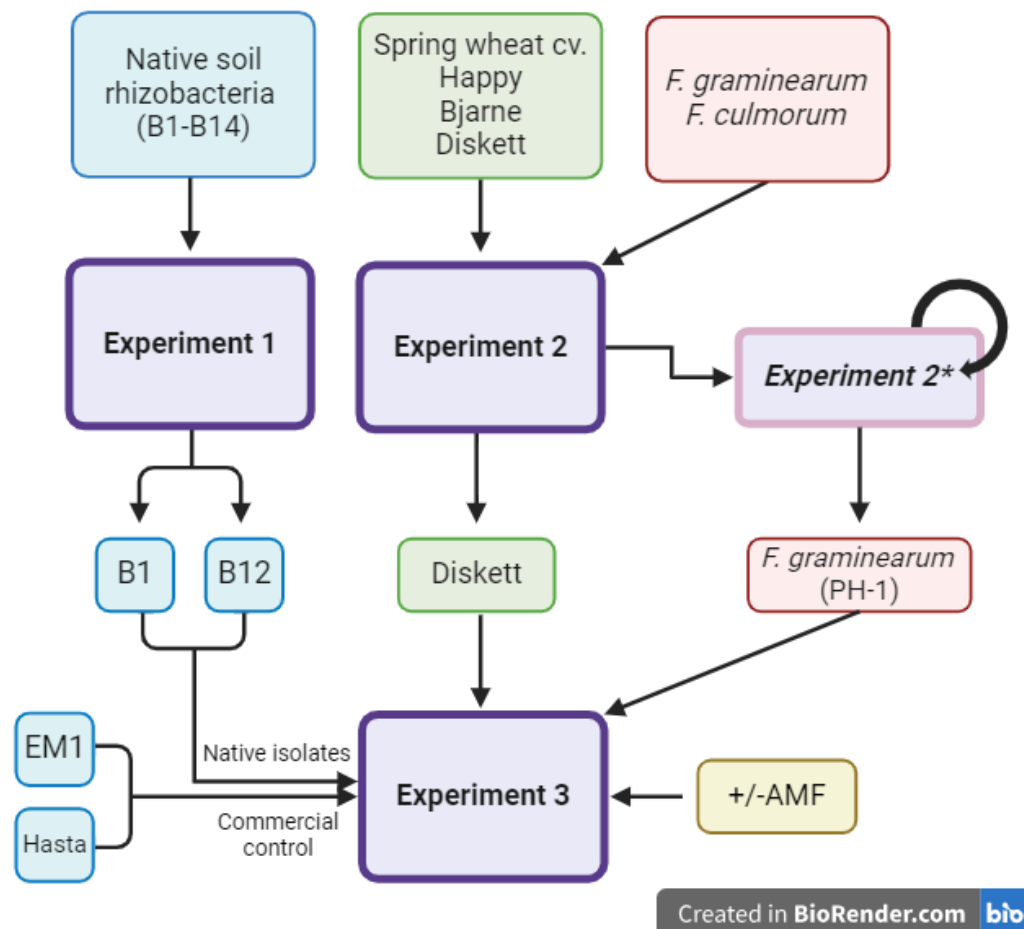 Native soil
rhizobacteria
(B1-B14)
Spring wheat cv.
Happy
Bjarne
Diskett
F. graminearum
F. culmorum
Experiment 1
Experiment 2
Experiment 2*
B1
B12
Diskett
F. graminearum
(PH-1)
EM1
Hasta
Native isolates
Commercial
control
Experiment 3
+/-AMF
Created in BioRender.com
bio